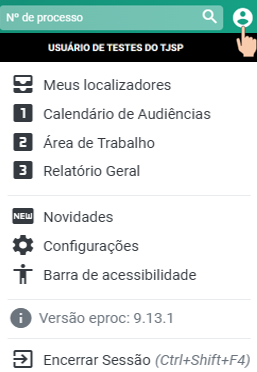 Nº de processo
USUÁRIO DE TESTES DO TJSP
Meus localizadores
1 Calendário de Audiências
2 Área de Trabalho
3 Relatório Geral
NEW Novidades
Configurações
Barra de acessibilidade
Versão eproc: 9.13.1
Encerrar Sessão (Ctrl+Shift+F4)